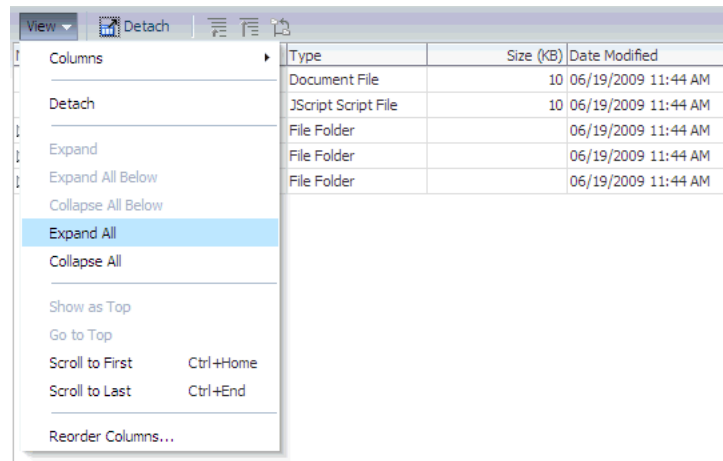 View Detach
Type Size (KB) Date Modified
Document File 10 06/19/2009 11:44 AM
JScript Script File 10 06/19/2009 11:44 AM
File Folder 06/19/2009 11:44 AM
File Folder 06/19/2009 11:44 AM
File Folder 06/19/2009 11:44 AM
Columns
Detach
Expand
Expand All Below
Collapse All Below
Expand All
Collapse All
Show as Top
Go to Top
Scroll to First Ctrl+Home
Scroll to Last Ctrl+End
Reorder Columns...